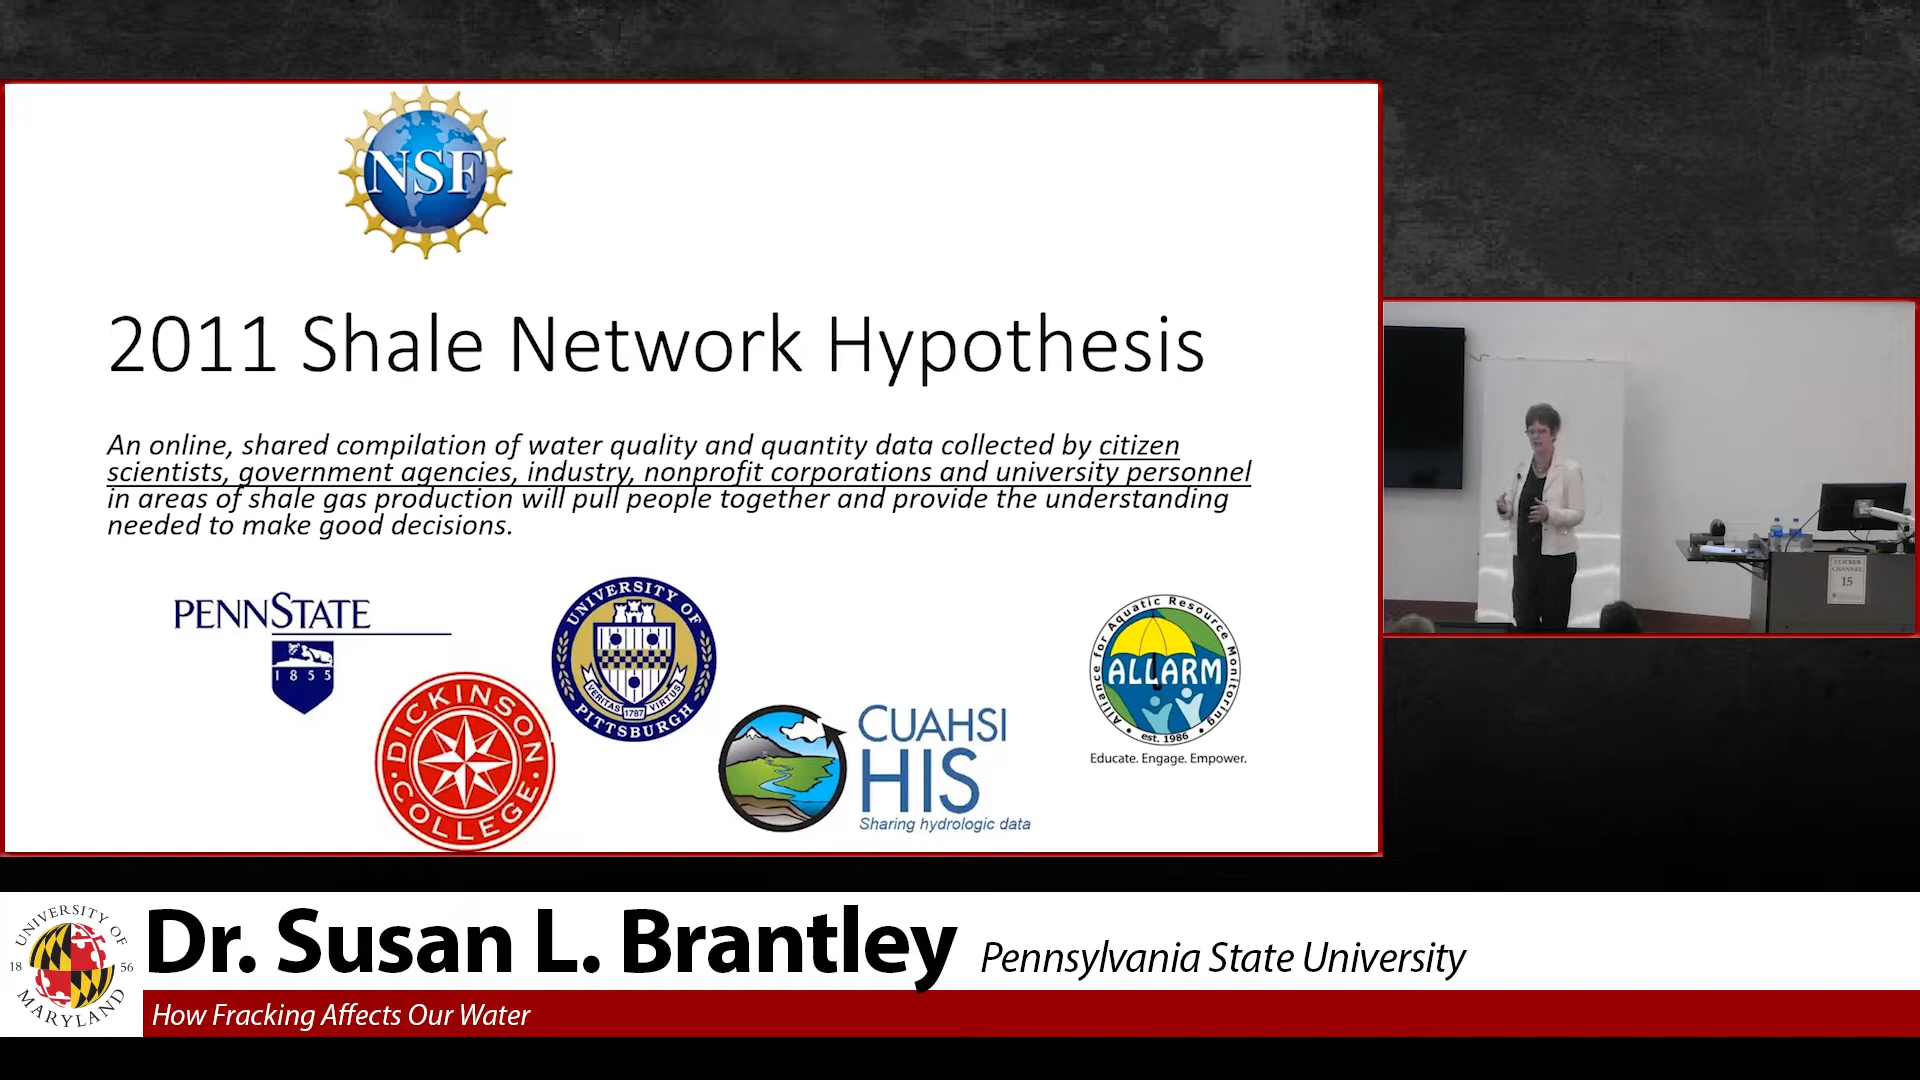 NSF
2011 Shale Network Hypothesis
An online, shared compilation of water quality and quantity data collected by citizen
scientists, government agencies, industry, nonprofit corporations and university personnel
in areas of shale gas production will pull people together and provide the understanding
needed to make good decisions.
PENNSTATE
1855
DICKINSON
COLLEGE
UNIVERSITY OF
PITTSBURGH
VERITAS 1787 VIRTUS
CUAHSI
HIS
Sharing hydrologic data
Alliance for Aquatic Resource Monitoring
ALLARM
est. 1986
Educate. Engage. Empower.
CLICKER
CHANNEL
15
UNIVERSITY OF
18 56
MARYLAND
Dr. Susan L. Brantley Pennsylvania State University
How Fracking Affects Our Water